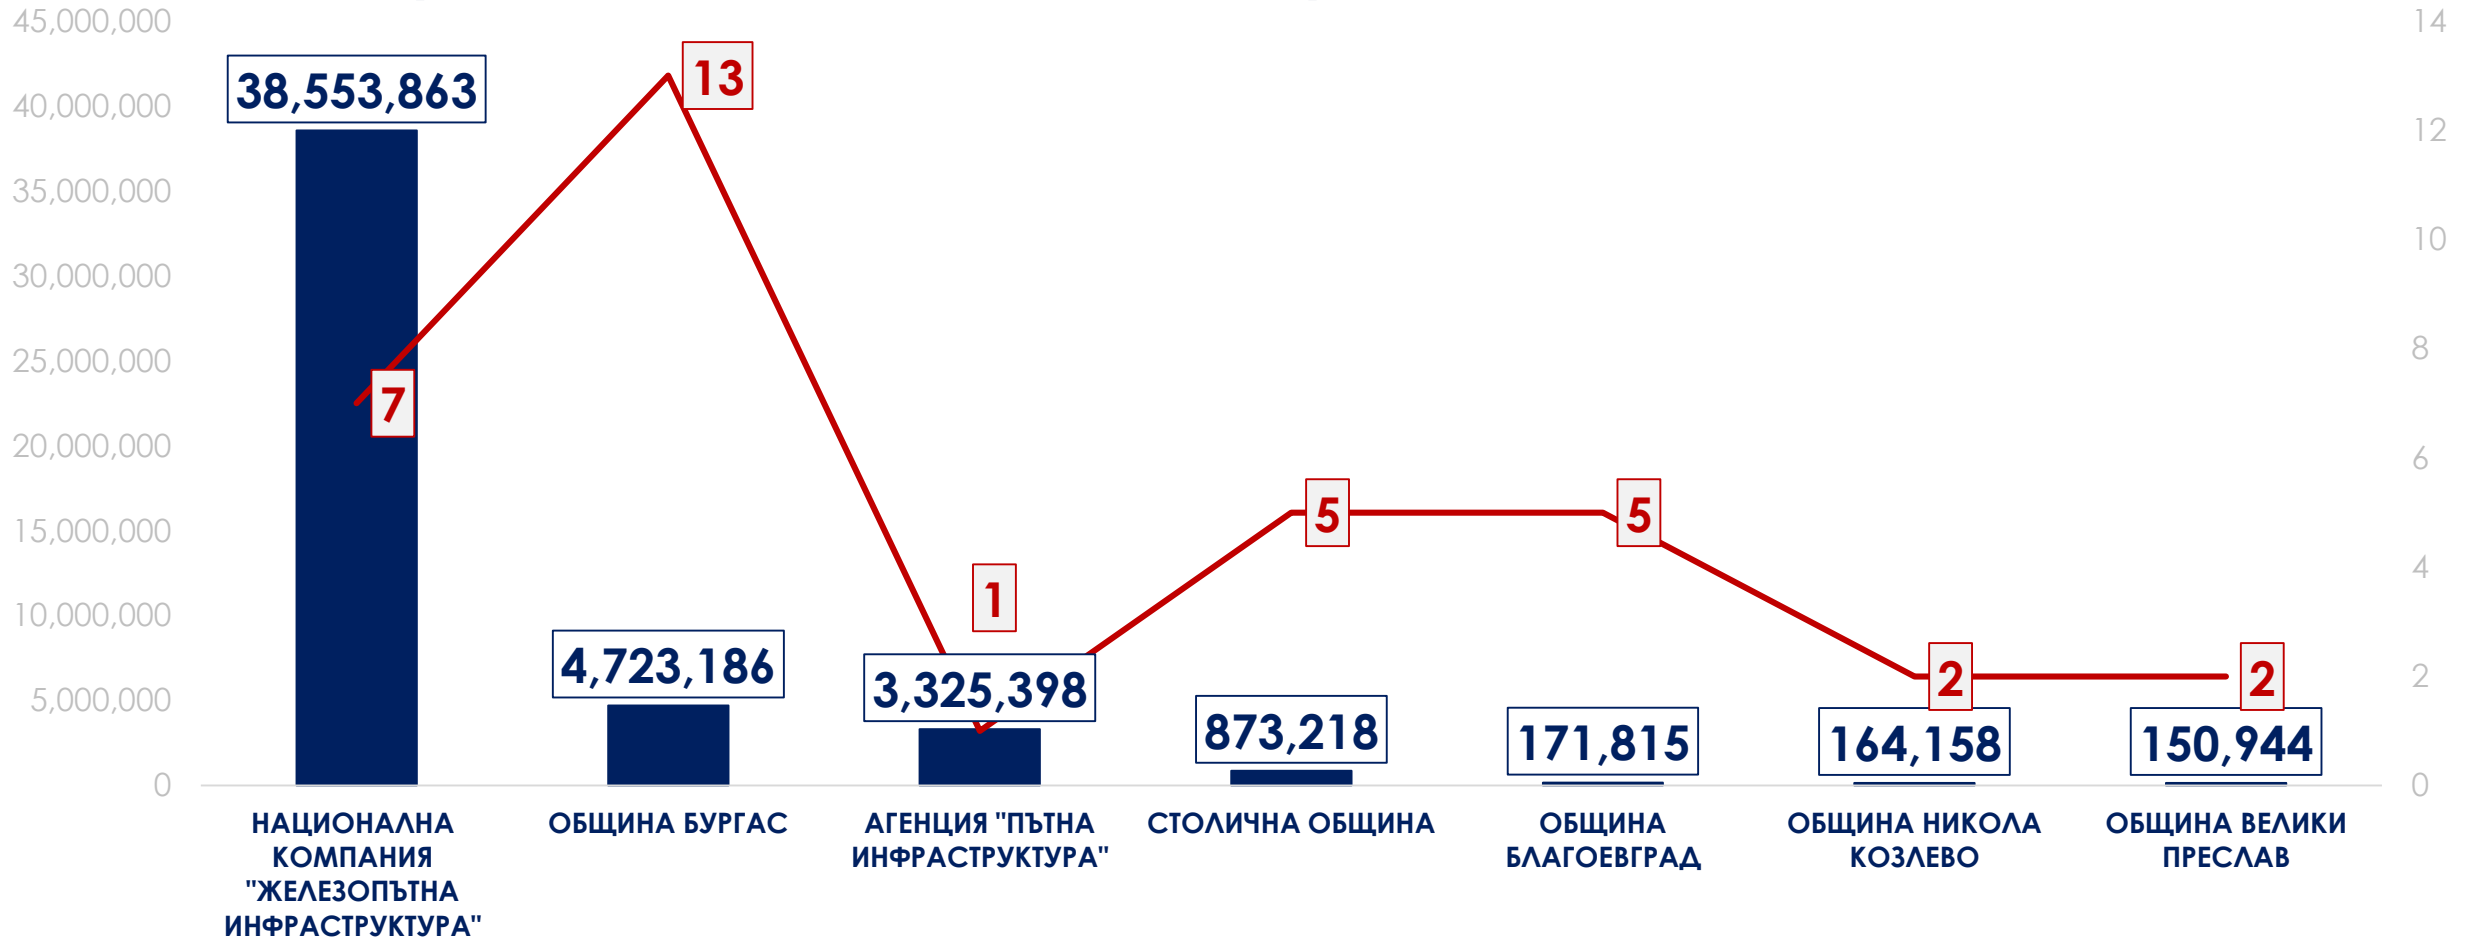 45,000,000
40,000,000
35,000,000
30,000,000
25,000,000
20,000,000
15,000,000
10,000,000
5,000,000
0
14
12
10
8
6
4
2
0
38,553,863
4,723,186
3,325,398
873,218
171,815
164,158
150,944
7
13
1
5
5
2
2
НАЦИОНАЛНА
КОМПАНИЯ
"ЖЕЛЕЗОПЪТНА
ИНФРАСТРУКТУРА"
ОБЩИНА БУРГАС
АГЕНЦИЯ "ПЪТНА
ИНФРАСТРУКТУРА"
СТОЛИЧНА ОБЩИНА
ОБЩИНА
БЛАГОЕВГРАД
ОБЩИНА НИКОЛА
КОЗЛЕВО
ОБЩИНА ВЕЛИКИ
ПРЕСЛАВ